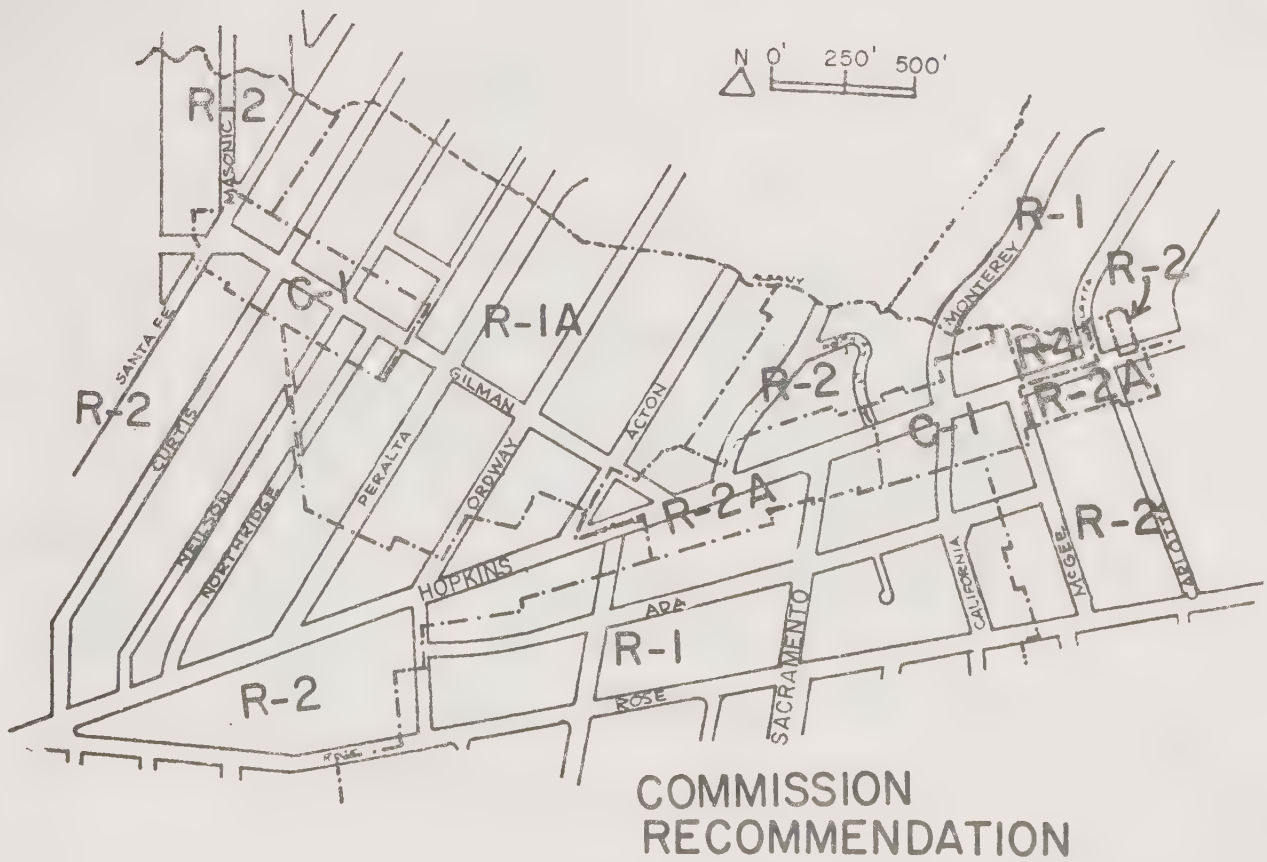 N 0' 250' 500'
R-2
MASONIC
R-1
MONTEREY
R-2
C-1
R-1A
SANTA FE
R-2
R-4
R-2A
R-2
GILMAN
ACTON
C-1
CURTIS
PERALTA
ORDWAY
R-2A
R-2
NEILSON
NORTHRIDGE
HOPKINS
ADA
CALIFORNIA
McGEE
R-1
SACRAMENTO
R-2
ROSE
COMMISSION
RECOMMENDATION